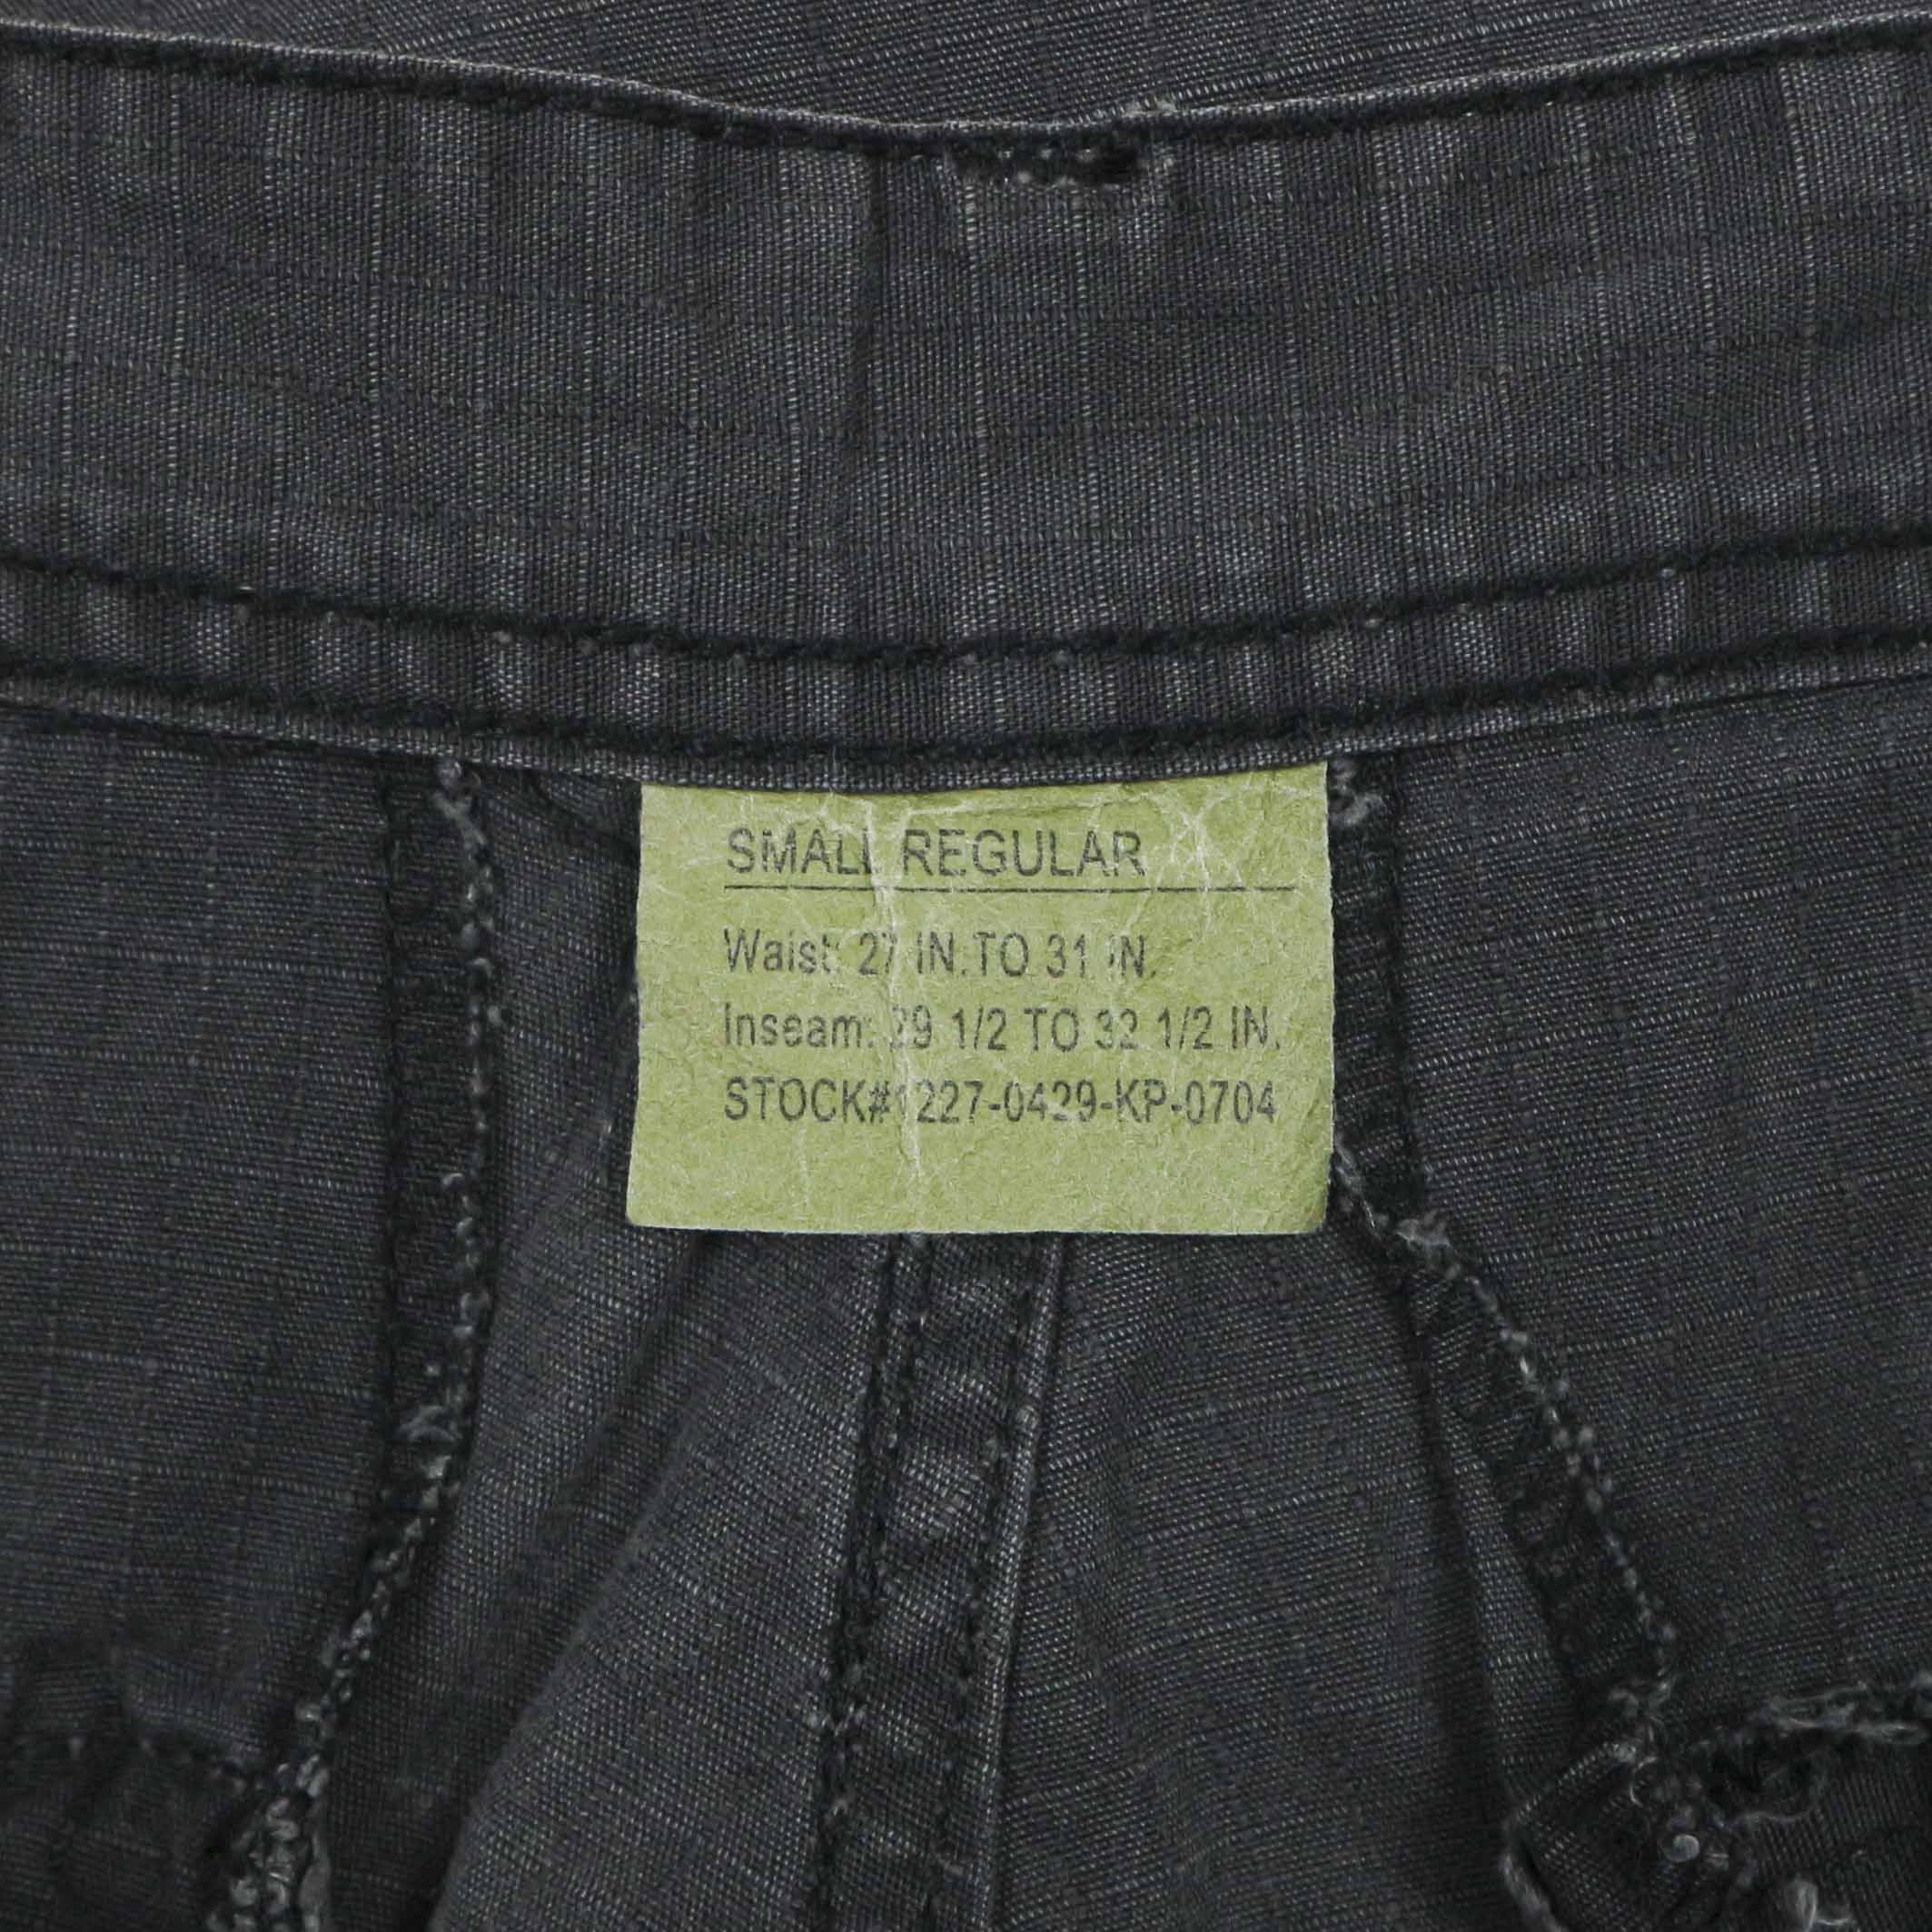 SMALL REGULAR
Waist: 27 IN.TO 31 IN.
Inseam: 29 1/2 TO 32 1/2 IN.
STOCK#1227-0429-KP-0704